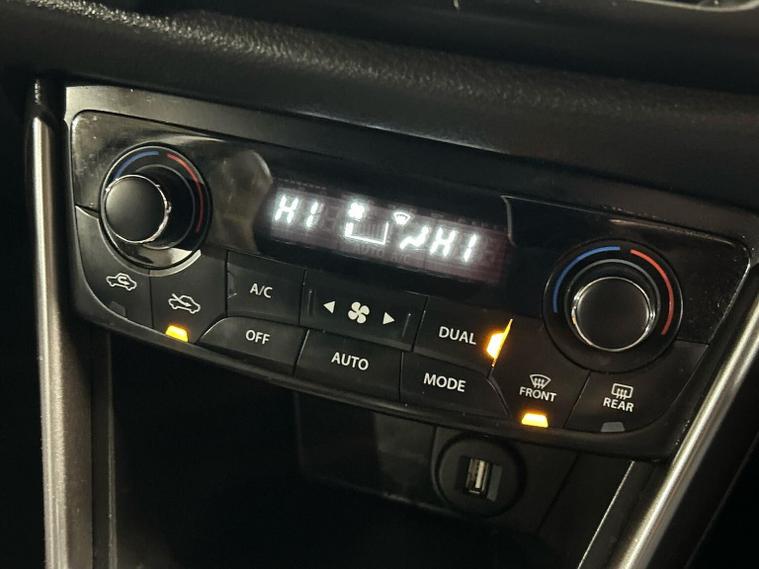 HI
HI
A/C
OFF
AUTO
DUAL
MODE
FRONT
REAR